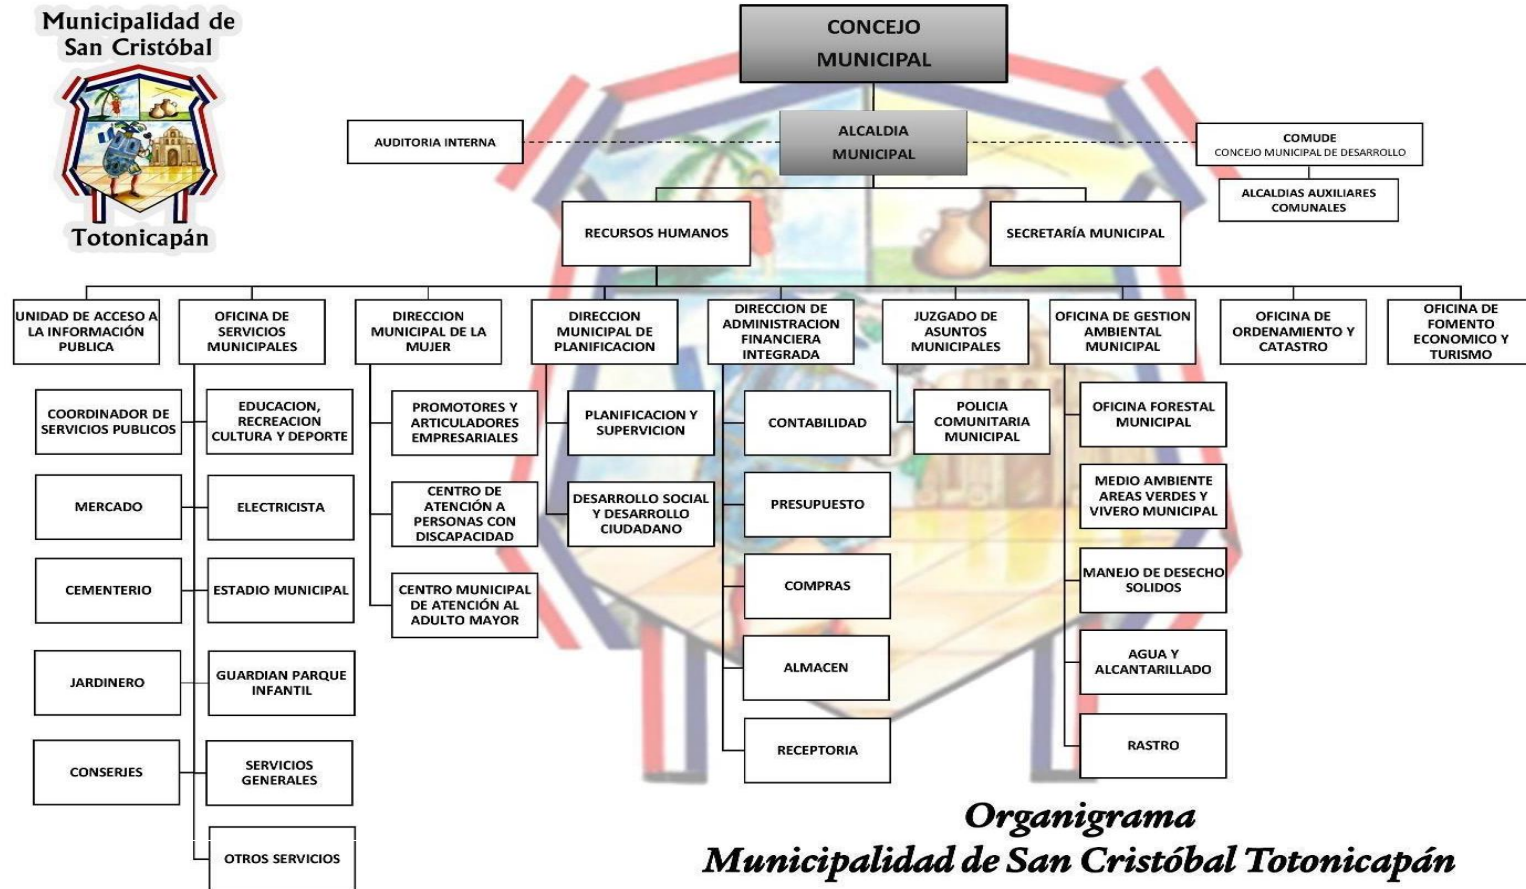 Municipalidad de
San Cristóbal
Totonicapán
CONCEJO
MUNICIPAL
ALCALDIA
MUNICIPAL
AUDITORIA INTERNA
COMUDE
CONCEJO MUNICIPAL DE DESARROLLO
ALCALDIAS AUXILIARES
COMUNALES
RECURSOS HUMANOS
SECRETARÍA MUNICIPAL
UNIDAD DE ACCESO A
LA INFORMACIÓN
PUBLICA
OFICINA DE
SERVICIOS
MUNICIPALES
DIRECCION
MUNICIPAL DE LA
MUJER
DIRECCION
MUNICIPAL DE
PLANIFICACION
DIRECCION DE
ADMINISTRACION
FINANCIERA
INTEGRADA
JUZGADO DE
ASUNTOS
MUNICIPALES
OFICINA DE GESTION
AMBIENTAL
MUNICIPAL
OFICINA DE
ORDENAMIENTO Y
CATASTRO
OFICINA DE
FOMENTO
ECONOMICO Y
TURISMO
COORDINADOR DE
SERVICIOS PUBLICOS
MERCADO
CEMENTERIO
JARDINERO
CONSERJES
EDUCACION,
RECREACION
CULTURA Y DEPORTE
ELECTRICISTA
ESTADIO MUNICIPAL
GUARDIAN PARQUE
INFANTIL
SERVICIOS
GENERALES
OTROS SERVICIOS
PROMOTORES Y
ARTICULADORES
EMPRESARIALES
CENTRO DE
ATENCIÓN A
PERSONAS CON
DISCAPACIDAD
CENTRO MUNICIPAL
DE ATENCIÓN AL
ADULTO MAYOR
PLANIFICACION Y
SUPERVICION
DESARROLLO SOCIAL
Y DESARROLLO
CIUDADANO
CONTABILIDAD
PRESUPUESTO
COMPRAS
ALMACEN
RECEPTORIA
POLICIA
COMUNITARIA
MUNICIPAL
OFICINA FORESTAL
MUNICIPAL
MEDIO AMBIENTE
AREAS VERDES Y
VIVERO MUNICIPAL
MANEJO DE DESECHO
SOLIDOS
AGUA Y
ALCANTARILLADO
RASTRO
Organigrama
Municipalidad de San Cristóbal Totonicapán